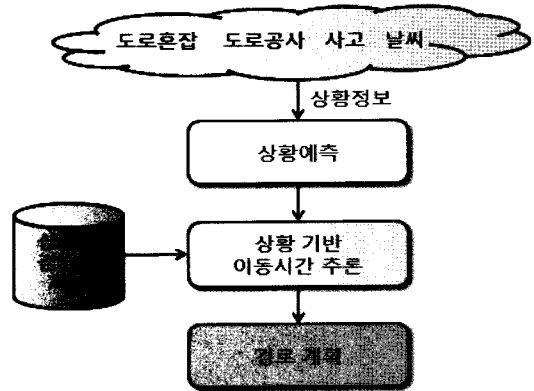 도로혼잡 도로공사 사고 날씨
상황정보
상황예측
상황 기반
이동시간 추론
경로 계획